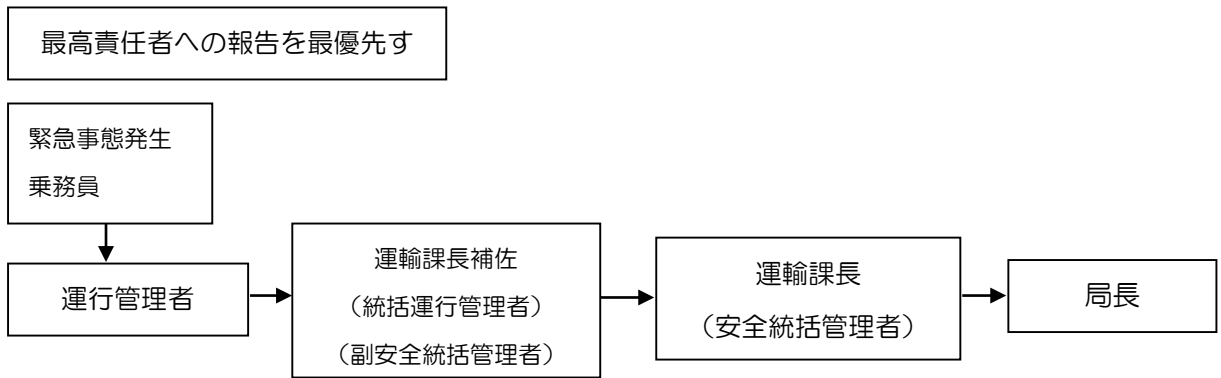 最高責任者への報告を最優先す
緊急事態発生
乗務員
運行管理者
運輸課長補佐
（統括運行管理者）
（副安全統括管理者）
運輸課長
（安全統括管理者）
局長